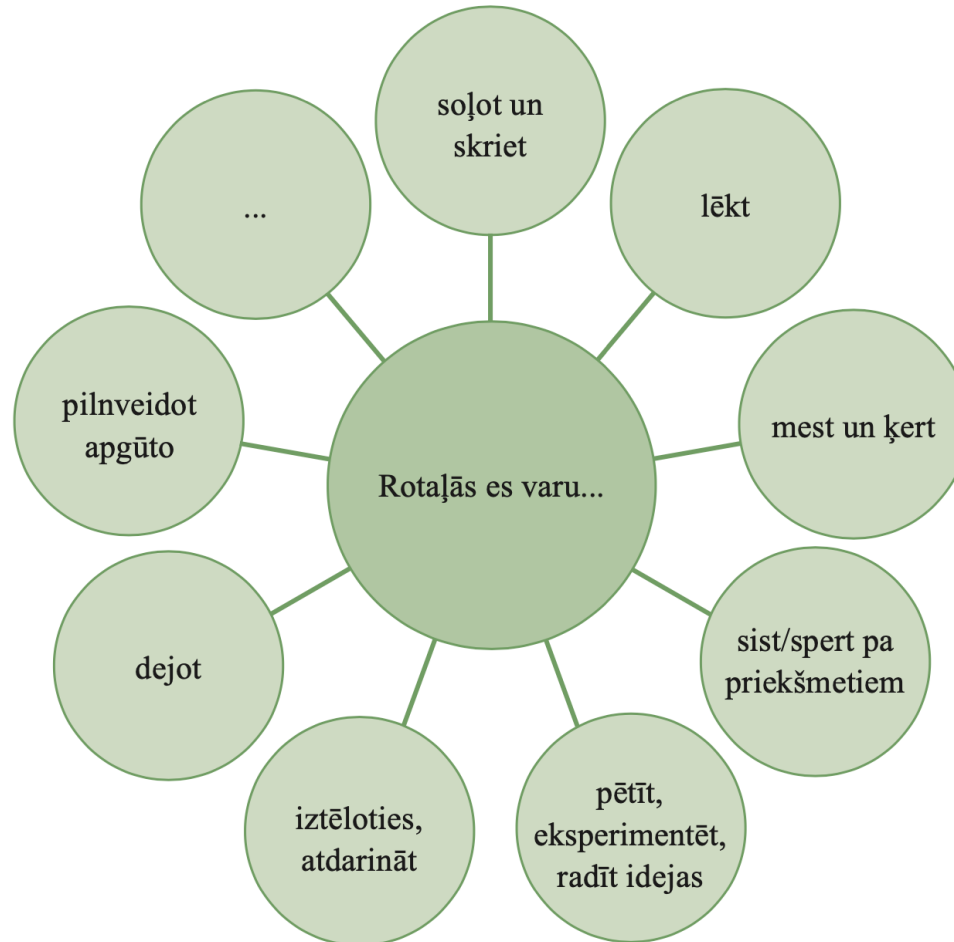 soļot un
skriet
lēkt
mest un ķert
sist/spert pa
priekšmetiem
pētīt,
eksperimentēt,
radīt idejas
iztēloties,
atdarināt
dejot
pilnveidot
apgūto
...
Rotaļās es varu...